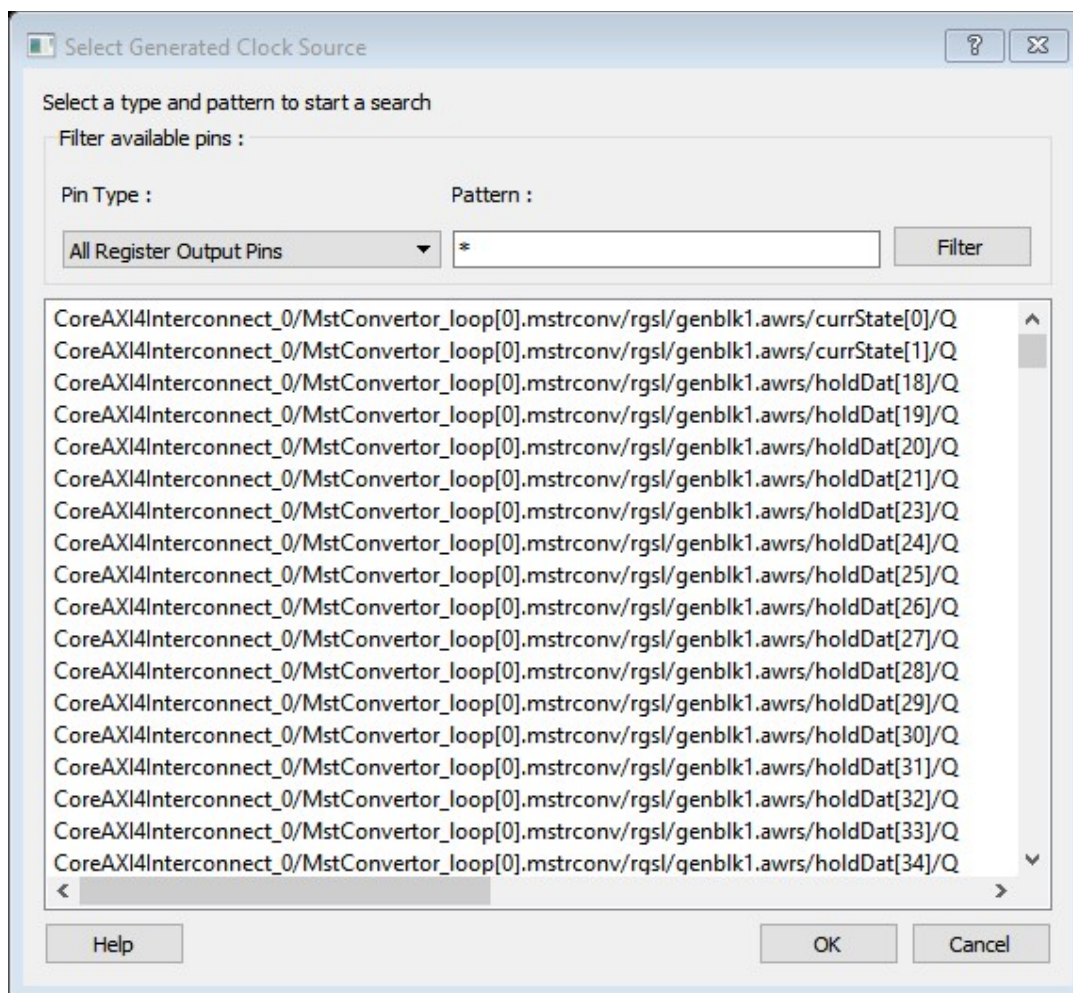 Select Generated Clock Source
Select a type and pattern to start a search
Filter available pins :
Pin Type :
Pattern :
All Register Output Pins
*
Filter
CoreAXI4Interconnect_0/MstConvertor_loop[0].mstrconv/rgsl/genblk1.awrs/currState[0]/Q
CoreAXI4Interconnect_0/MstConvertor_loop[0].mstrconv/rgsl/genblk1.awrs/currState[1]/Q
CoreAXI4Interconnect_0/MstConvertor_loop[0].mstrconv/rgsl/genblk1.awrs/holdDat[18]/Q
CoreAXI4Interconnect_0/MstConvertor_loop[0].mstrconv/rgsl/genblk1.awrs/holdDat[19]/Q
CoreAXI4Interconnect_0/MstConvertor_loop[0].mstrconv/rgsl/genblk1.awrs/holdDat[20]/Q
CoreAXI4Interconnect_0/MstConvertor_loop[0].mstrconv/rgsl/genblk1.awrs/holdDat[21]/Q
CoreAXI4Interconnect_0/MstConvertor_loop[0].mstrconv/rgsl/genblk1.awrs/holdDat[23]/Q
CoreAXI4Interconnect_0/MstConvertor_loop[0].mstrconv/rgsl/genblk1.awrs/holdDat[24]/Q
CoreAXI4Interconnect_0/MstConvertor_loop[0].mstrconv/rgsl/genblk1.awrs/holdDat[25]/Q
CoreAXI4Interconnect_0/MstConvertor_loop[0].mstrconv/rgsl/genblk1.awrs/holdDat[26]/Q
CoreAXI4Interconnect_0/MstConvertor_loop[0].mstrconv/rgsl/genblk1.awrs/holdDat[27]/Q
CoreAXI4Interconnect_0/MstConvertor_loop[0].mstrconv/rgsl/genblk1.awrs/holdDat[28]/Q
CoreAXI4Interconnect_0/MstConvertor_loop[0].mstrconv/rgsl/genblk1.awrs/holdDat[29]/Q
CoreAXI4Interconnect_0/MstConvertor_loop[0].mstrconv/rgsl/genblk1.awrs/holdDat[30]/Q
CoreAXI4Interconnect_0/MstConvertor_loop[0].mstrconv/rgsl/genblk1.awrs/holdDat[31]/Q
CoreAXI4Interconnect_0/MstConvertor_loop[0].mstrconv/rgsl/genblk1.awrs/holdDat[32]/Q
CoreAXI4Interconnect_0/MstConvertor_loop[0].mstrconv/rgsl/genblk1.awrs/holdDat[33]/Q
CoreAXI4Interconnect_0/MstConvertor_loop[0].mstrconv/rgsl/genblk1.awrs/holdDat[34]/Q
Help
OK
Cancel